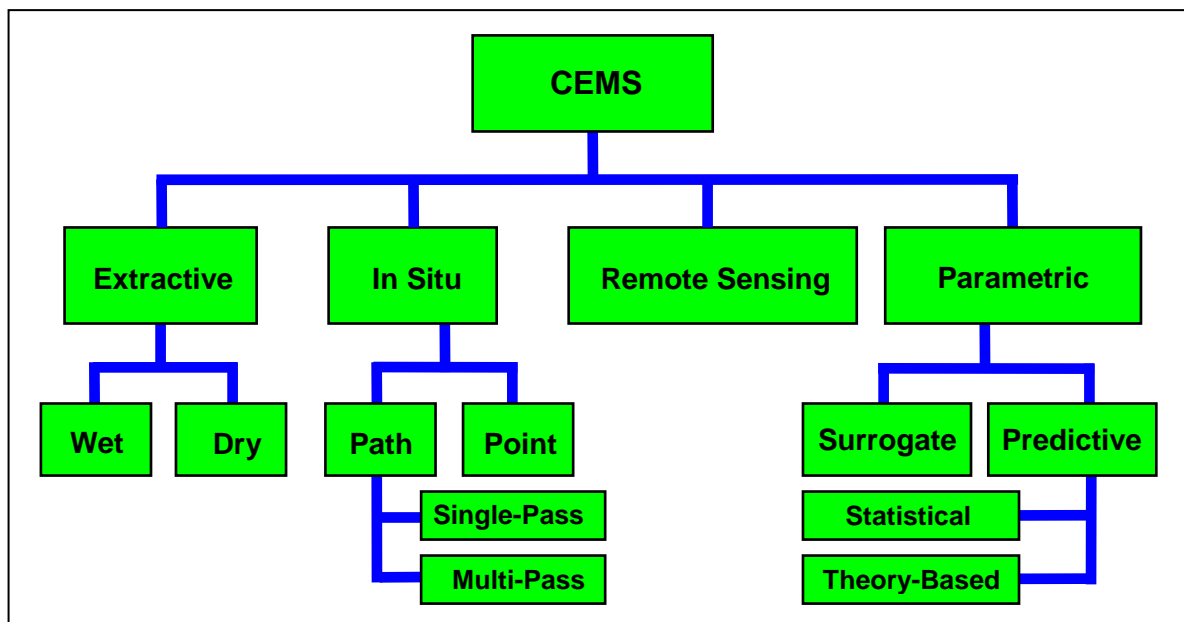 CEMS
Extractive
In Situ
Remote Sensing
Parametric
Wet
Dry
Path
Point
Surrogate
Predictive
Single-Pass
Statistical
Multi-Pass
Theory-Based